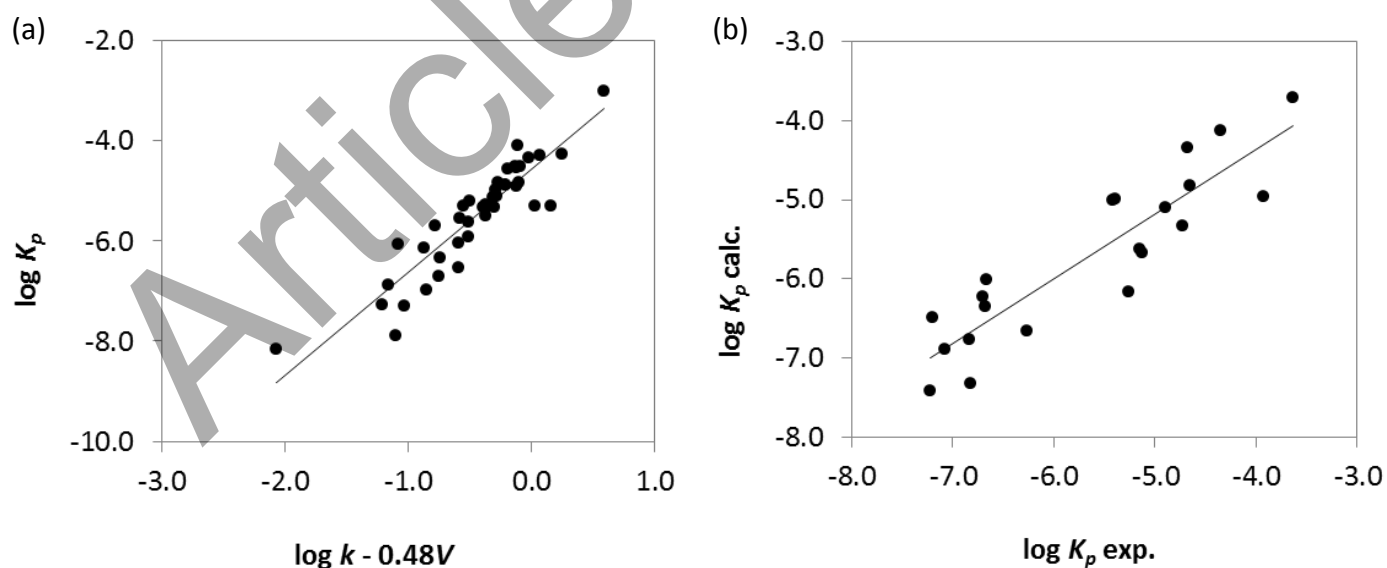 (a)
-2.0
-4.0
-6.0
-8.0
-10.0
log Kp
-3.0 -2.0 -1.0 0.0 1.0
log k - 0.48V
(b)
-3.0
-4.0
-5.0
-6.0
-7.0
-8.0
log Kp calc.
-8.0 -7.0 -6.0 -5.0 -4.0 -3.0
log Kp exp.
Article